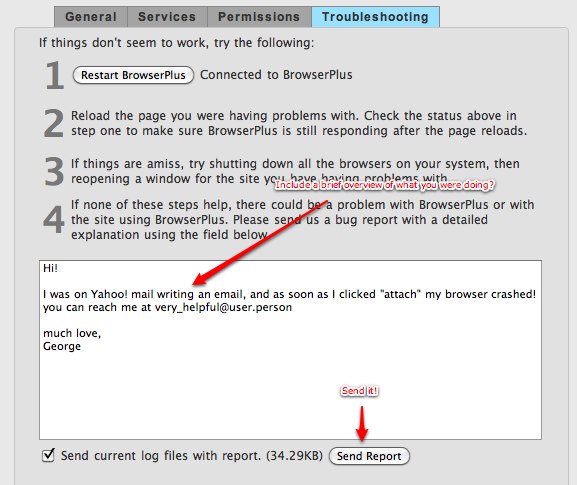 General Services Permissions Troubleshooting
If things don't seem to work, try the following:
1 Restart BrowserPlus Connected to BrowserPlus
2 Reload the page you were having problems with. Check the status above in
step one to make sure BrowserPlus is still responding after the page reloads.
3 If things are amiss, try shutting down all the browsers on your system, then
reopening a window for the site you have having problems with
Include a brief overview of what you were doing?
4 If none of these steps help, there could be a problem with BrowserPlus or with
the site using BrowserPlus. Please send us a bug report with a detailed
explanation using the field below
Hi!
I was on Yahoo! mail writing an email, and as soon as I clicked "attach" my browser crashed!
you can reach me at very_helpful@user.person
much love,
George
Send it!
Send current log files with report. (34.29KB) Send Report